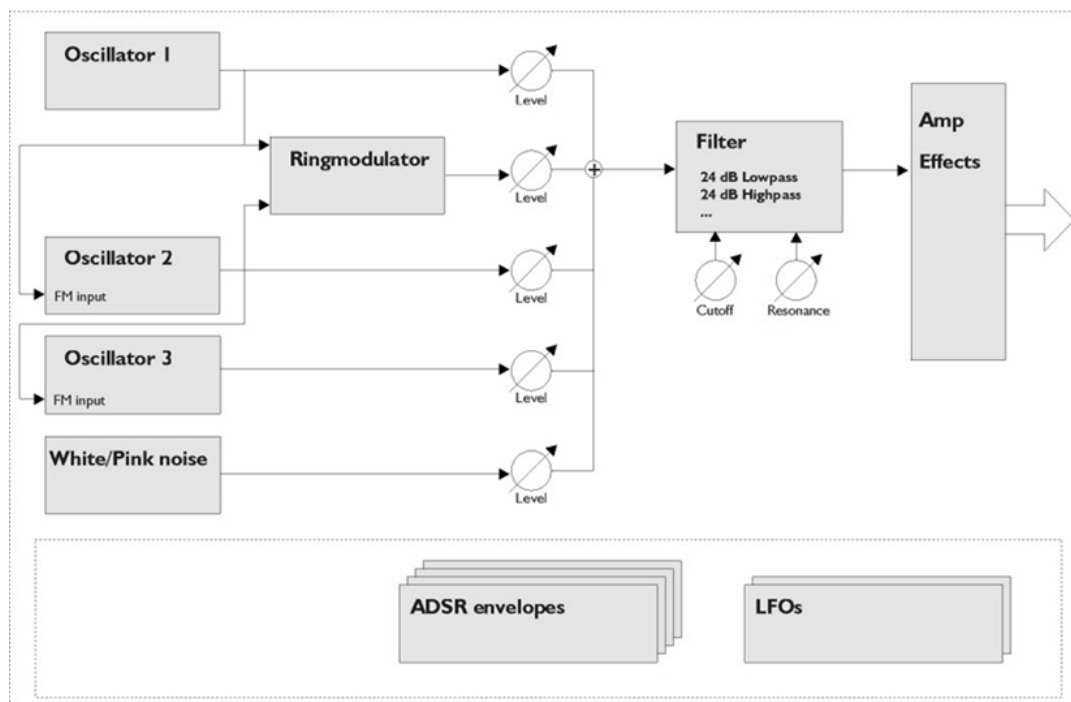 Oscillator 1
Level
Ringmodulator
Level
Oscillator 2
FM input
Level
Oscillator 3
FM input
Level
White/Pink noise
Level
+
Filter
24 dB Lowpass
24 dB Highpass
...
Cutoff
Resonance
Amp
Effects
ADSR envelopes
LFOs